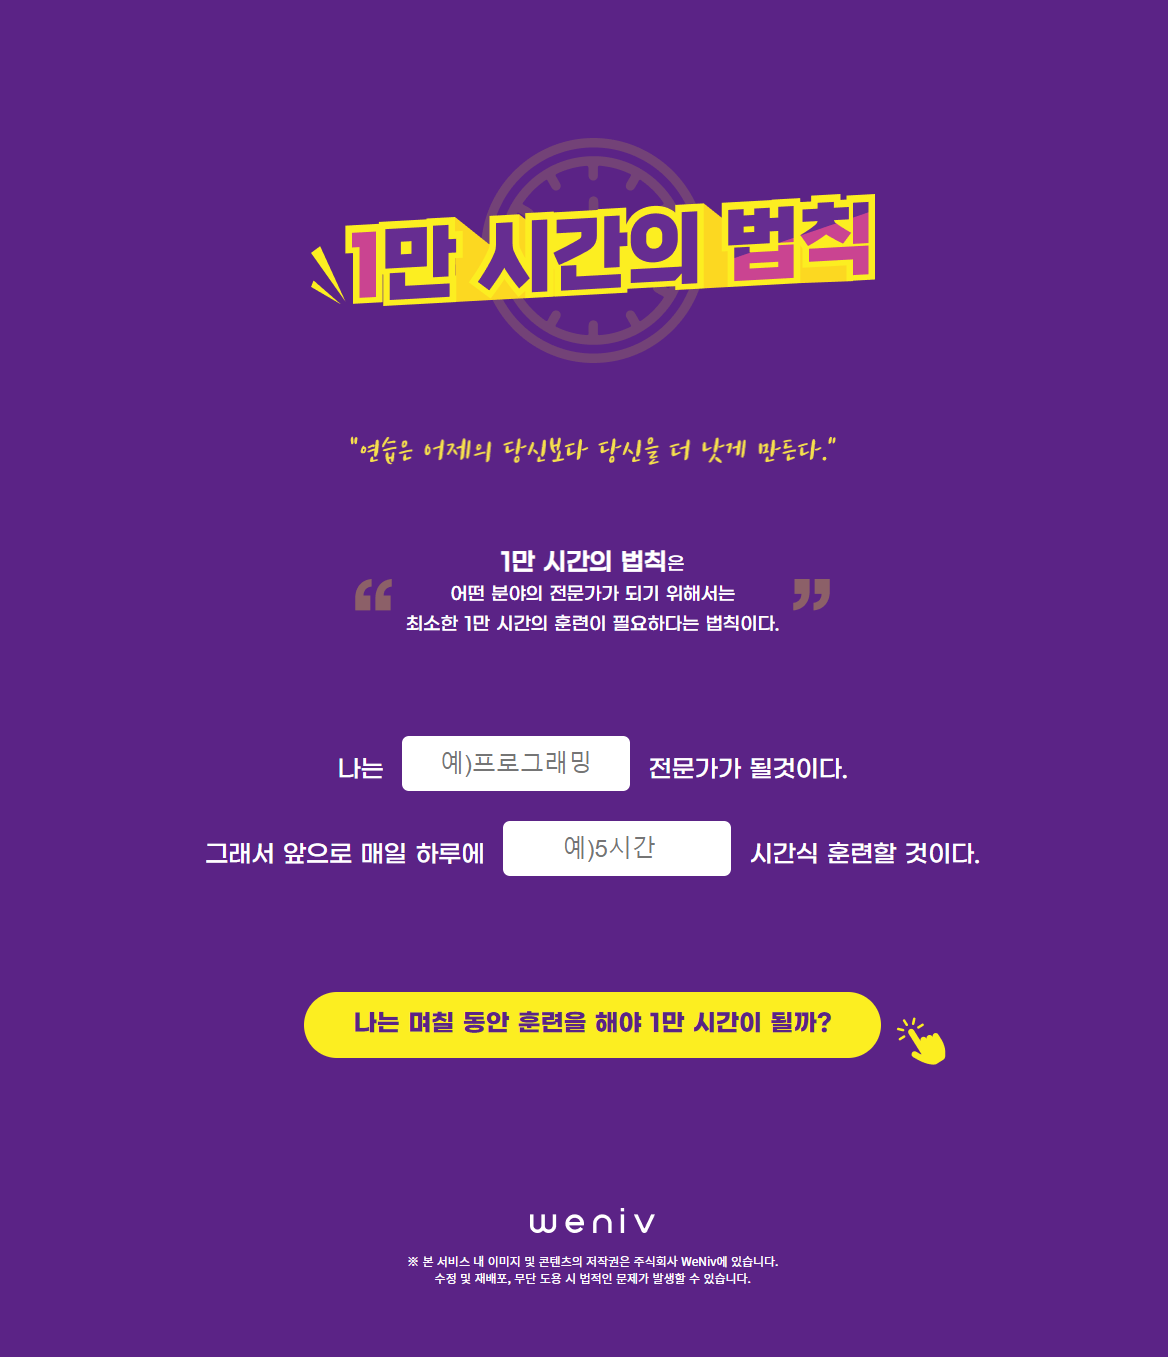 1만 시간의 법칙
"연습은 어제의 당신보다 당신을 더 낫게 만든다."
1만 시간의 법칙은
어떤 분야의 전문가가 되기 위해서는
최소한 1만 시간의 훈련이 필요하다는 법칙이다.
나는 예)프로그래밍 전문가가 될것이다.
그래서 앞으로 매일 하루에 예)5시간 시간식 훈련할 것이다.
나는 며칠 동안 훈련을 해야 1만 시간이 될까?
weniv
※ 본 서비스 내 이미지 및 콘텐츠의 저작권은 주식회사 WeNiv에 있습니다.
수정 및 재배포, 무단 도용 시 법적인 문제가 발생할 수 있습니다.